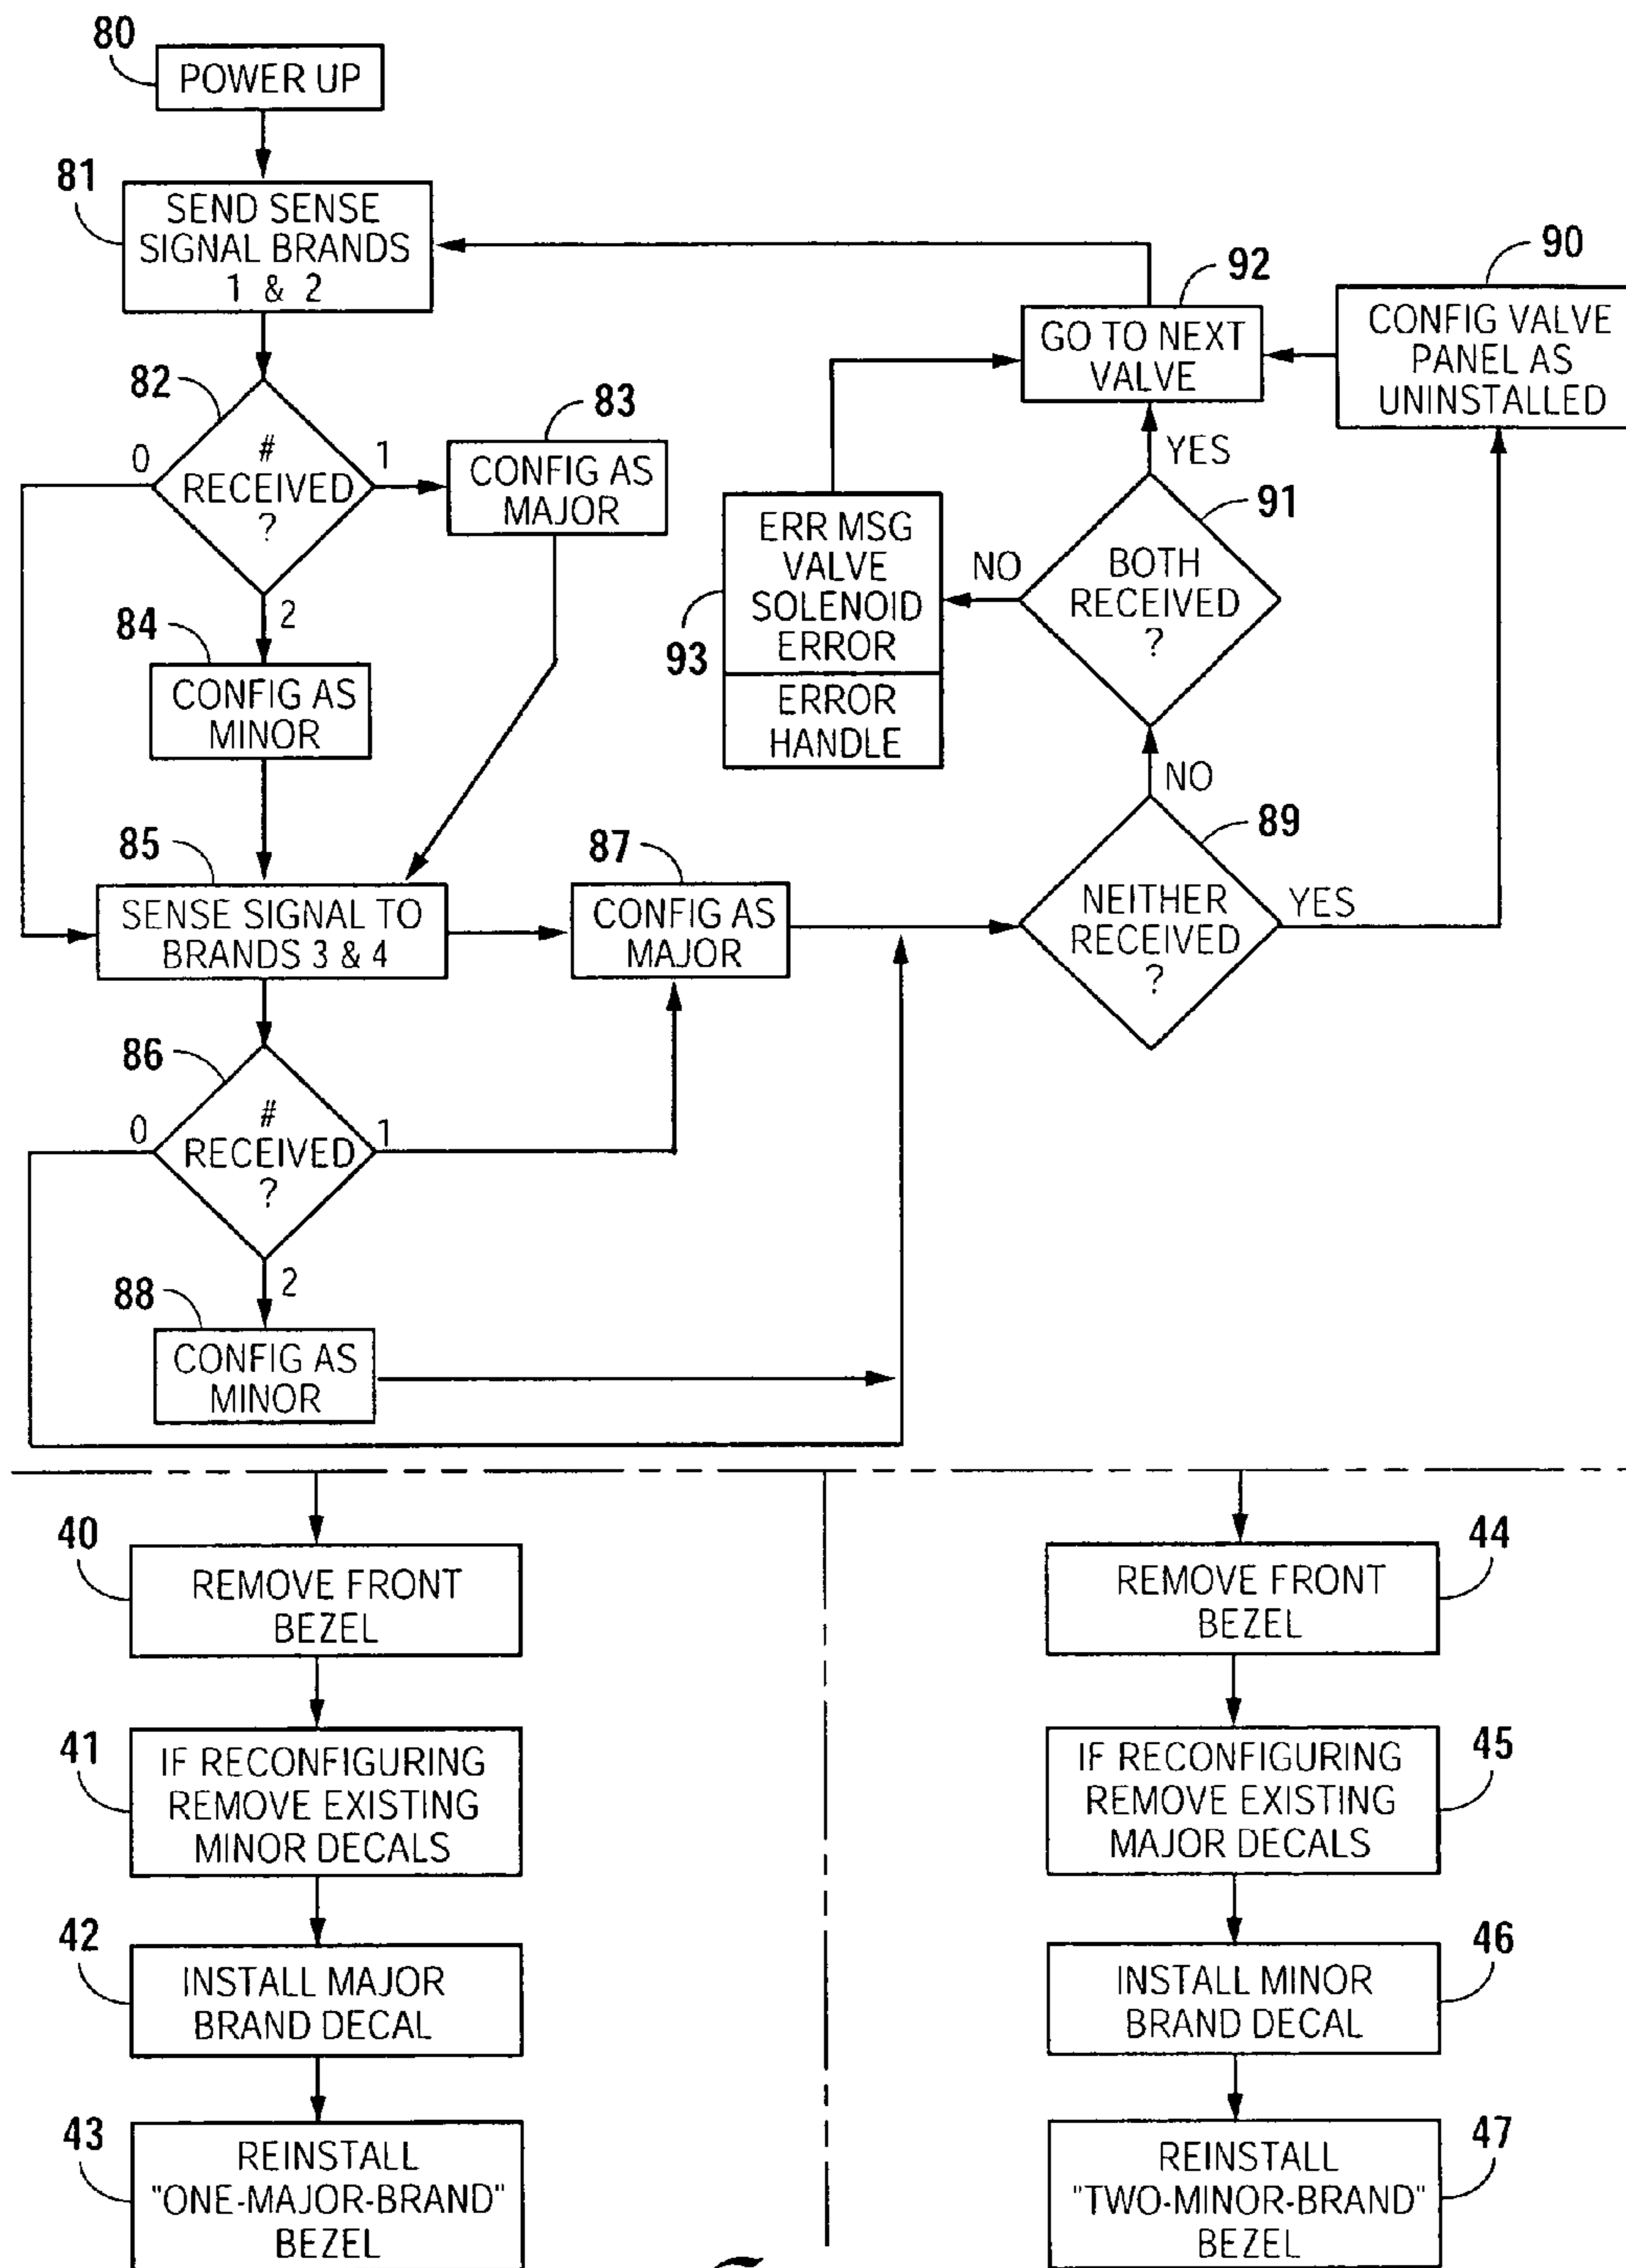 80
POWER UP
81
SEND SENSE
SIGNAL BRANDS
1 & 2
82
#
RECEIVED
?
0
1
2
83
CONFIG AS
MAJOR
84
CONFIG AS
MINOR
85
SENSE SIGNAL TO
BRANDS 3 & 4
86
#
RECEIVED
?
0
1
2
87
CONFIG AS
MAJOR
88
CONFIG AS
MINOR
89
NEITHER
RECEIVED
?
YES
NO
90
CONFIG VALVE
PANEL AS
UNINSTALLED
91
BOTH
RECEIVED
?
YES
NO
92
GO TO NEXT
VALVE
93
ERR MSG
VALVE
SOLENOID
ERROR
ERROR
HANDLE
40
REMOVE FRONT
BEZEL
41
IF RECONFIGURING
REMOVE EXISTING
MINOR DECALS
42
INSTALL MAJOR
BRAND DECAL
43
REINSTALL
"ONE-MAJOR-BRAND"
BEZEL
44
REMOVE FRONT
BEZEL
45
IF RECONFIGURING
REMOVE EXISTING
MAJOR DECALS
46
INSTALL MINOR
BRAND DECAL
47
REINSTALL
"TWO-MINOR-BRAND"
BEZEL